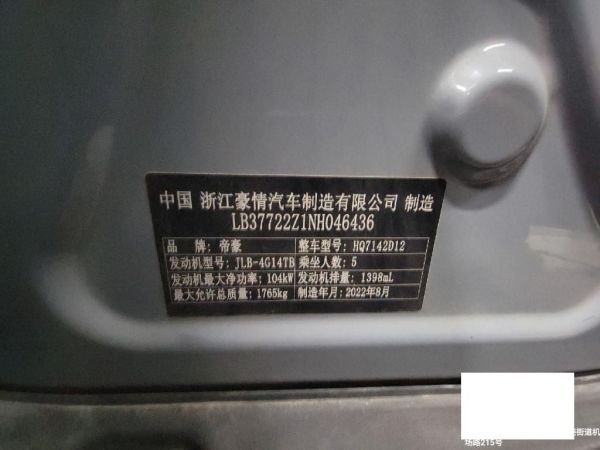 中国 浙江豪情汽车制造有限公司 制造
LB37722Z1NH046436
品牌:帝豪 整车型号:HQ7142D12
发动机型号:JLB-4G14TB 乘坐人数:5
发动机最大净功率:104kW 发动机排量:1398mL
最大允许总质量:1765kg 制造年月:2022年8月
街道机
场路215号